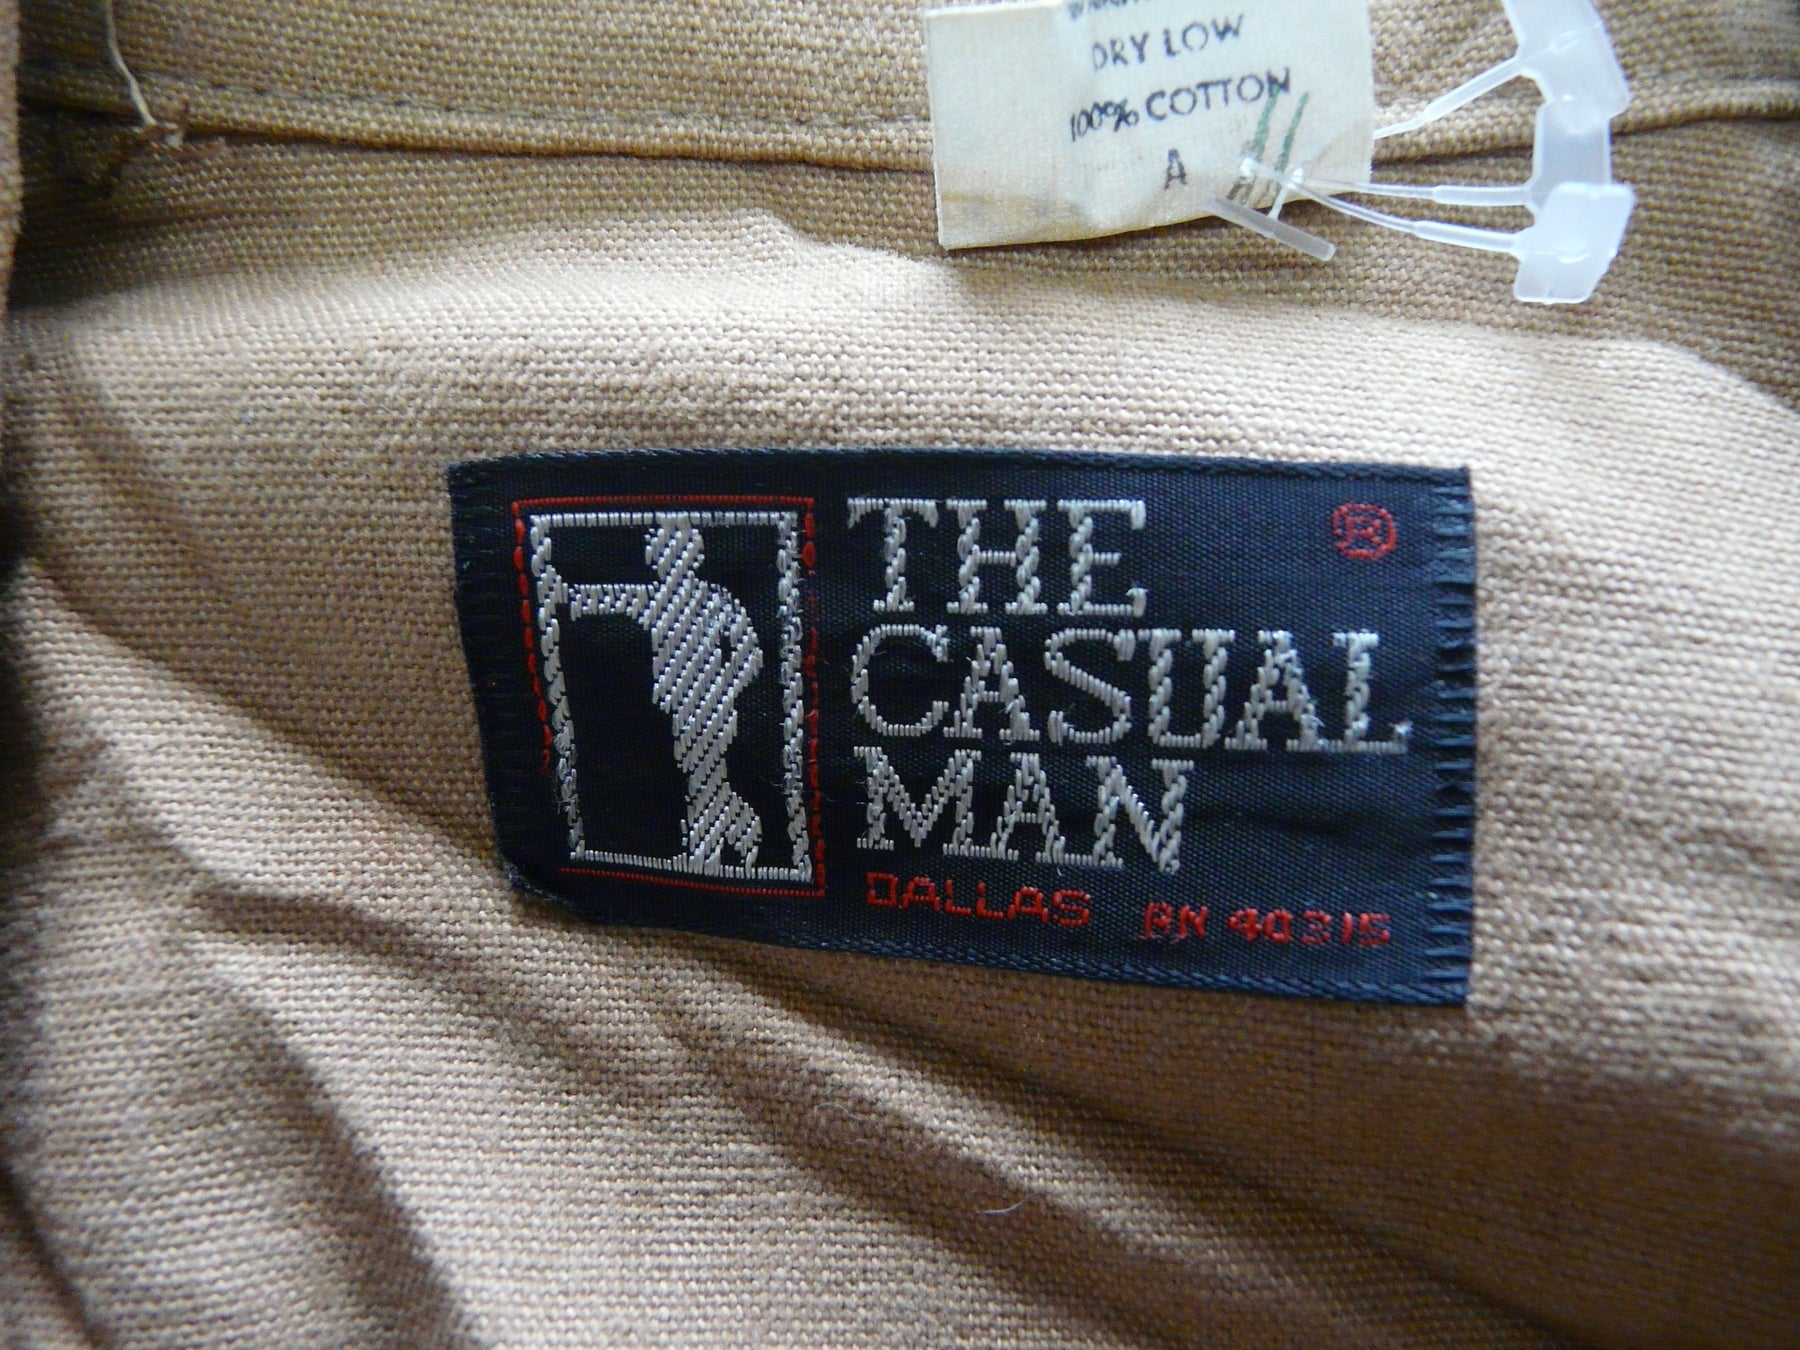 DRY LOW
100% COTTON
A
THE ®
CASUAL
MAN
DALLAS RN 40315